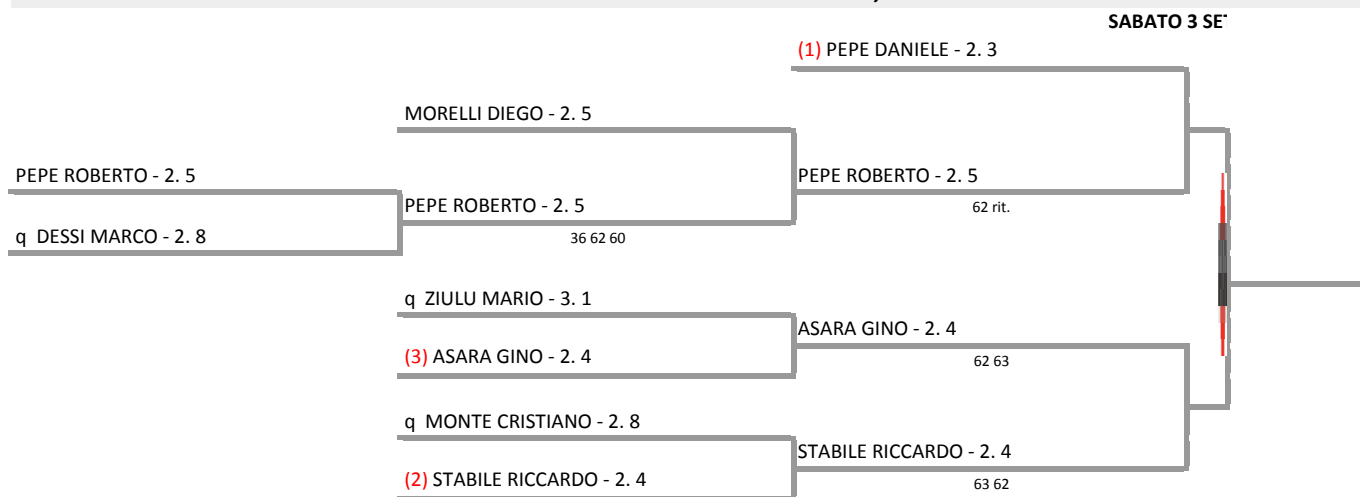 SABATO 3 SET
(1) PEPE DANIELE - 2. 3
MORELLI DIEGO - 2. 5
PEPE ROBERTO - 2. 5
PEPE ROBERTO - 2. 5
62 rit.
PEPE ROBERTO - 2. 5
36 62 60
q DESSI MARCO - 2. 8
q ZIULU MARIO - 3. 1
ASARA GINO - 2. 4
62 63
(3) ASARA GINO - 2. 4
q MONTE CRISTIANO - 2. 8
STABILE RICCARDO - 2. 4
63 62
(2) STABILE RICCARDO - 2. 4